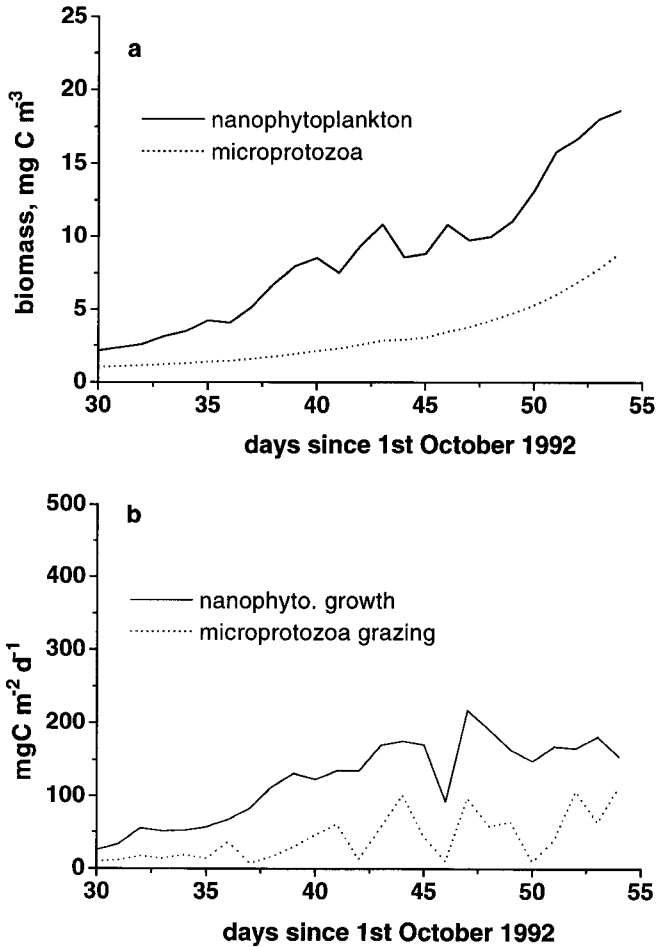 25
a
20
nanophytoplankton
microprotozoa
15
10
5
0
biomass, mg C m-3
30 35 40 45 50 55
days since 1st October 1992
500
b
400
nanophyto. growth
microprotozoa grazing
300
200
100
0
mgC m-2 d-1
30 35 40 45 50 55
days since 1st October 1992